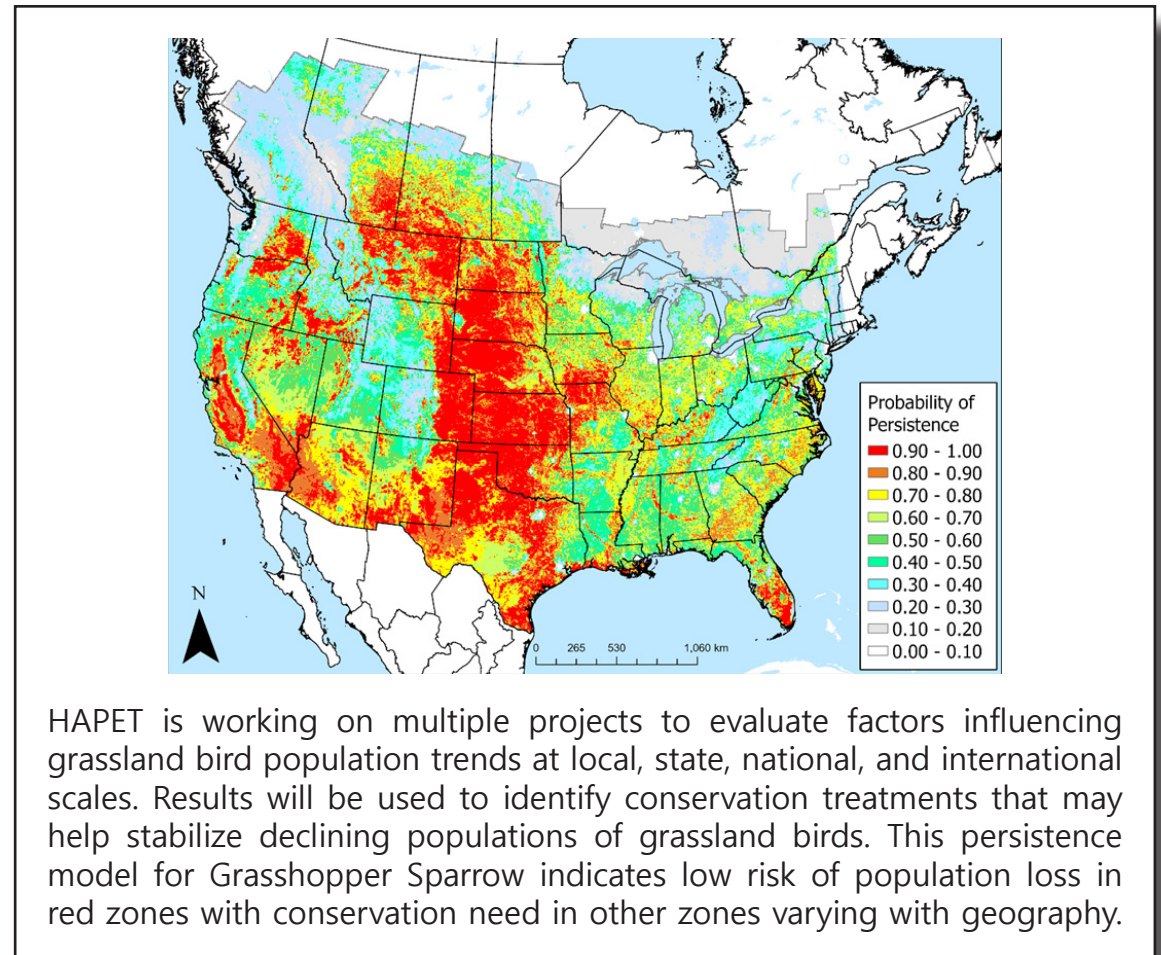 Probability of
Persistence
0.90 - 1.00
0.80 - 0.90
0.70 - 0.80
0.60 - 0.70
0.50 - 0.60
0.40 - 0.50
0.30 - 0.40
0.20 - 0.30
0.10 - 0.20
0.00 - 0.10
N
0 265 530 1,060 km
HAPET is working on multiple projects to evaluate factors influencing
grassland bird population trends at local, state, national, and international
scales. Results will be used to identify conservation treatments that may
help stabilize declining populations of grassland birds. This persistence
model for Grasshopper Sparrow indicates low risk of population loss in
red zones with conservation need in other zones varying with geography.